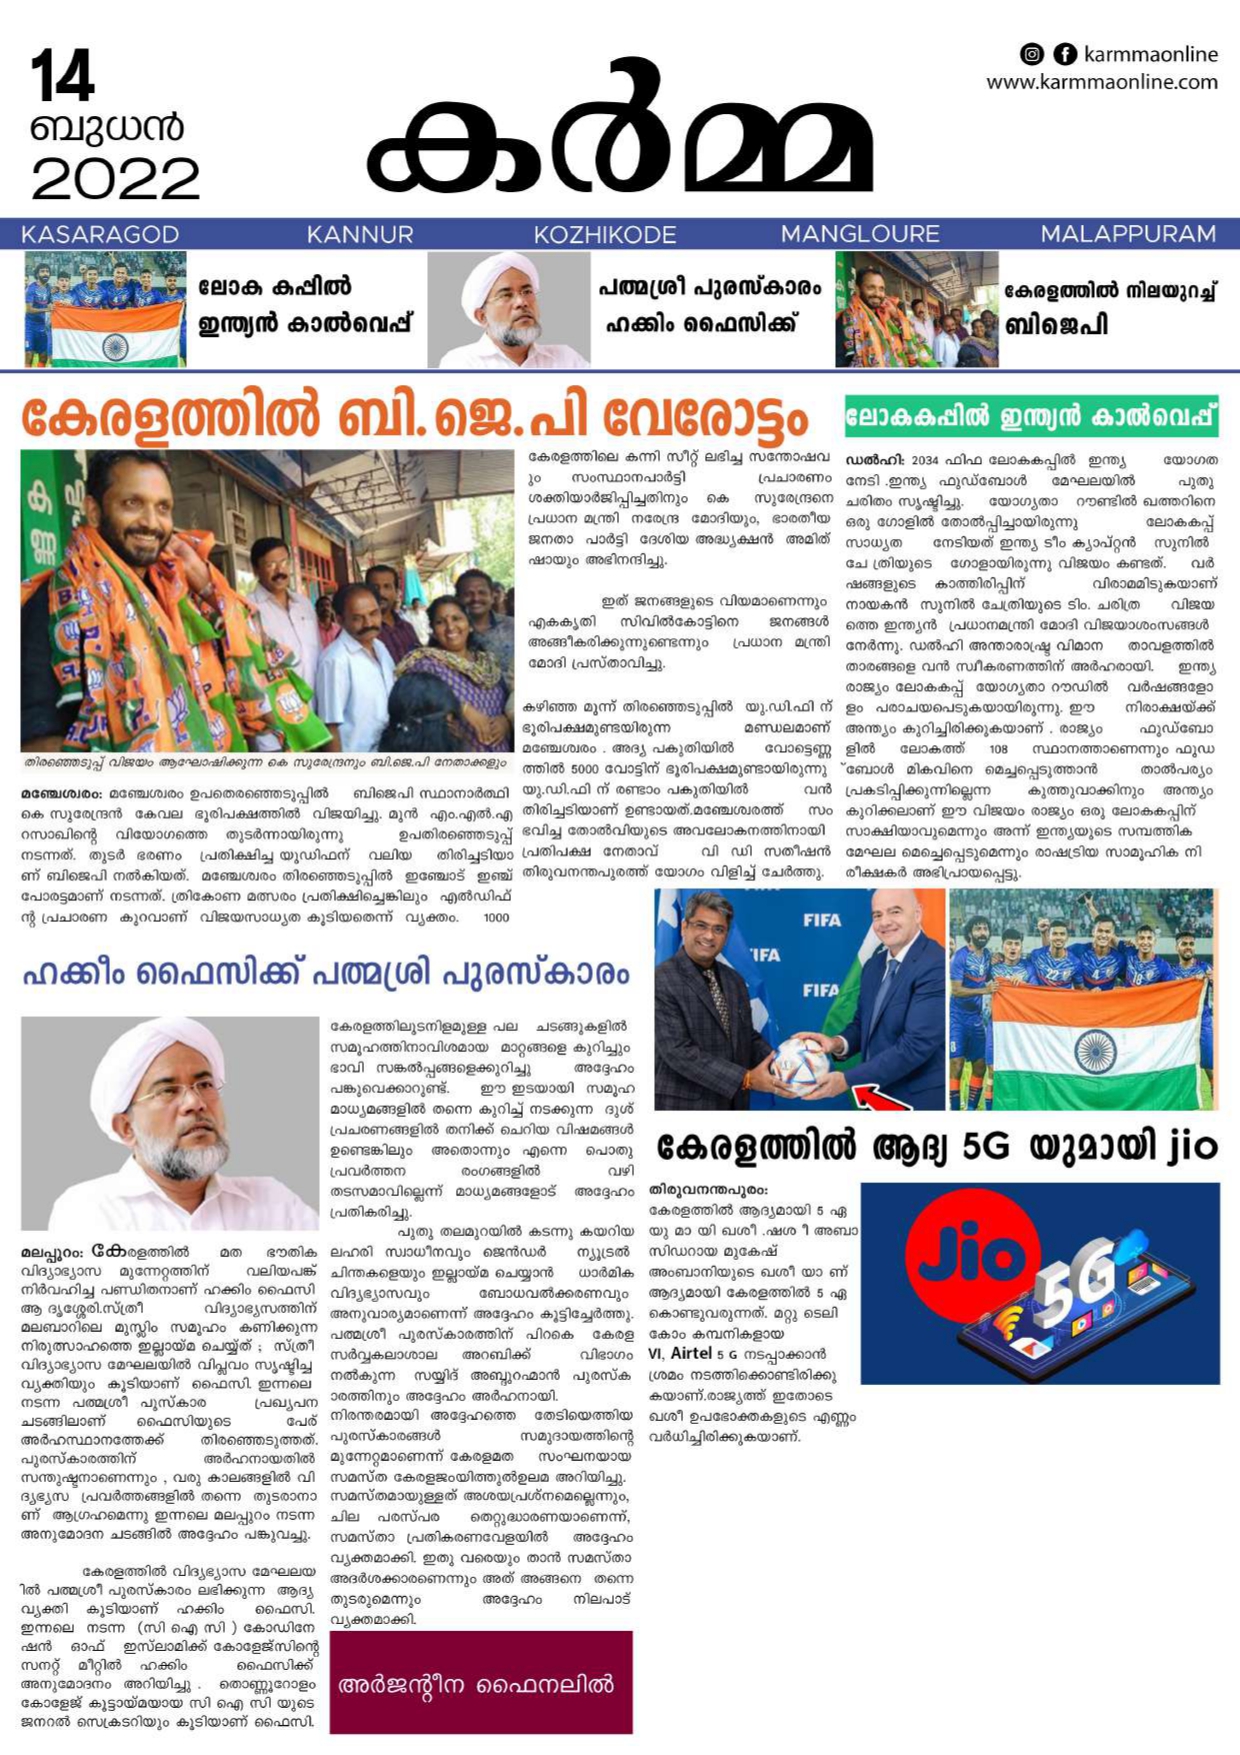 14
ബുധൻ
2022
കർമ്മ
karmmaonline
www.karmmaonline.com
KASARAGOD KANNUR KOZHIKODE MANGLOURE MALAPPURAM
ലോക കപ്പിൽ
ഇന്ത്യൻ കാൽവെപ്പ്
പത്മശ്രീ പുരസ്കാരം
ഹക്കിം ഫൈസിക്ക്
കേരളത്തിൽ നിലയുറച്ച്
ബിജെപി
കേരളത്തിൽ ബി.ജെ.പി വേരോട്ടം
തിരഞ്ഞെടുപ്പ് വിജയം ആഘോഷിക്കുന്ന കെ സുരേന്ദ്രനും ബി.ജെ.പി നേതാക്കളും
മഞ്ചേശ്വരം: മഞ്ചേശ്വരം ഉപതെരഞ്ഞെടുപ്പിൽ ബിജെപി സ്ഥാനാർത്ഥി
കെ സുരേന്ദ്രൻ കേവല ഭൂരിപക്ഷത്തിൽ വിജയിച്ചു. മുൻ എം.എൽ.എ
റസാഖിന്റെ വിയോഗത്തെ തുടർന്നായിരുന്നു ഉപതിരഞ്ഞെടുപ്പ്
നടന്നത്. തുടർ ഭരണം പ്രതിക്ഷിച്ച യൂഡിഫന് വലിയ തിരിച്ചടിയാ
ണ് ബിജെപി നൽകിയത്. മഞ്ചേശ്വരം തിരഞ്ഞെടുപ്പിൽ ഇഞ്ചോട് ഇഞ്ച്
പോരട്ടമാണ് നടന്നത്. ത്രികോണ മത്സരം പ്രതിക്ഷിച്ചെങ്കിലും എൽഡിഫ്
ന്റ പ്രചാരണ കുറവാണ് വിജയസാധ്യത കൂടിയതെന്ന് വ്യക്തം. 1000
കേരളത്തിലെ കന്നി സീറ്റ് ലഭിച്ച സന്തോഷവ
ും സംസ്ഥാനപാർട്ടി പ്രചാരണം
ശക്തിയാർജിപ്പിച്ചതിനും കെ സുരേന്ദ്രനെ
പ്രധാന മന്ത്രി നരേന്ദ്ര മോദിയും, ഭാരതീയ
ജനതാ പാർട്ടി ദേശിയ അദ്ധ്യക്ഷൻ അമിത്
ഷായും അഭിനന്ദിച്ചു.
ഇത് ജനങ്ങളുടെ വിയമാണെന്നും
എകകൃതി സിവിൽകോട്ടിനെ ജനങ്ങൾ
അങ്ങീകരിക്കുന്നുണ്ടെന്നും പ്രധാന മന്ത്രി
മോദി പ്രസ്താവിച്ചു.
കഴിഞ്ഞ മൂന്ന് തിരഞ്ഞെടുപ്പിൽ യു.ഡി.ഫി ന്
ഭൂരിപക്ഷമുണ്ടയിരുന്ന മണ്ഡലമാണ്
മഞ്ചേശ്വരം . അദ്യ പകുതിയിൽ വോട്ടെണ്ണ
ത്തിൽ 5000 വോട്ടിന് ഭൂരിപക്ഷമുണ്ടായിരുന്നു
യു.ഡി.ഫി ന് രണ്ടാം പകുതിയിൽ വൻ
തിരിച്ചടിയാണ് ഉണ്ടായത്.മഞ്ചേശ്വരത്ത് സം
ഭവിച്ച തോൽവിയുടെ അവലോകനത്തിനായി
പ്രതിപക്ഷ നേതാവ് വി ഡി സതീഷൻ
തിരുവനന്തപുരത്ത് യോഗം വിളിച്ച് ചേർത്തു.
ലോകകപ്പിൽ ഇന്ത്യൻ കാൽവെപ്പ്
ഡൽഹി: 2034 ഫിഫ ലോകകപ്പിൽ ഇന്ത്യ യോഗത
നേടി .ഇന്ത്യ ഫുഡ്ബോൾ മേഘലയിൽ പുതു
ചരിതം സൃഷ്ടിച്ചു. യോഗ്യതാ റൗണ്ടിൽ ഖത്തറിനെ
ഒരു ഗോളിൽ തോൽപ്പിച്ചായിരുന്നു ലോകകപ്പ്
സാധ്യത നേടിയത് ഇന്ത്യ ടീം ക്യാപ്റ്റൻ സുനിൽ
ചേ ത്രിയുടെ ഗോളായിരുന്നു വിജയം കണ്ടത്. വർ
ഷങ്ങളുടെ കാത്തിരിപ്പിന് വിരാമമിടുകയാണ്
നായകൻ സുനിൽ ചേത്രിയുടെ ടിം. ചരിത്ര വിജയ
ത്തെ ഇന്ത്യൻ പ്രധാനമന്ത്രി മോദി വിജയാശംസങ്ങൾ
നേർന്നു. ഡൽഹി അന്താരാഷ്ട്ര വിമാന താവളത്തിൽ
താരങ്ങളെ വൻ സ്വീകരണത്തിന് അർഹരായി. ഇന്ത്യ
രാജ്യം ലോകകപ്പ് യോഗ്യതാ റൗഡിൽ വർഷങ്ങളോ
ളം പരാചയപെടുകയായിരുന്നു. ഈ നിരാക്ഷയ്ക്ക്
അന്ത്യം കുറിച്ചിരിക്കുകയാണ് . രാജ്യം ഫുഡ്ബോ
ളിൽ ലോകത്ത് 108 സ്ഥാനത്താണെന്നും ഫുഡ
്ബോൾ മികവിനെ മെച്ചപ്പെടുത്താൻ താൽപര്യം
പ്രകടിപ്പിക്കുന്നില്ലെന്ന കുത്തുവാക്കിനും അന്ത്യം
കുറിക്കലാണ് ഈ വിജയം രാജ്യം ഒരു ലോകകപ്പിന്
സാക്ഷിയാവുമെന്നും അന്ന് ഇന്ത്യയുടെ സമ്പത്തിക
മേഘല മെച്ചെപ്പെടുമെന്നും രാഷട്രിയ സാമൂഹിക നി
രീക്ഷകർ അഭിപ്രായപ്പെട്ടു.
FIFA
IFA
FIFA
ഹക്കീം ഫൈസിക്ക് പത്മശ്രി പുരസ്കാരം
മലപ്പുറം: കേരളത്തിൽ മത ഭൗതിക
വിദ്യാഭ്യാസ മുന്നേറ്റത്തിന് വലിയപങ്ക്
നിർവഹിച്ച പണ്ഡിതനാണ് ഹക്കിം ഫൈസി
ആ ദൃശ്ശേരി.സ്ത്രീ വിദ്യാഭ്യസത്തിന്
മലബാറിലെ മുസ്ലിം സമൂഹം കണിക്കുന്ന
നിരുത്സാഹത്തെ ഇല്ലായ്മ ചെയ്യ്ത് ; സ്ത്രീ
വിദ്യാഭ്യാസ മേഘലയിൽ വിപ്ലവം സൃഷ്ടിച്ച
വ്യക്തിയും കൂടിയാണ് ഫൈസി. ഇന്നലെ
നടന്ന പത്മശ്രീ പൂസ്കാര പ്രഖ്യപന
ചടങ്ങിലാണ് ഫൈസിയുടെ പേര്
അർഹസ്ഥാനത്തേക്ക് തിരഞ്ഞെടുത്തത്.
പുരസ്കാരത്തിന് അർഹനായതിൽ
സന്തുഷ്ടനാണെന്നും , വരു കാലങ്ങളിൽ വി
ദ്യഭ്യസ പ്രവർത്തങ്ങളിൽ തന്നെ തുടരാനാ
ണ് ആഗ്രഹമെന്നു ഇന്നലെ മലപ്പുറം നടന്ന
അനുമോദന ചടങ്ങിൽ അദ്ദേഹം പങ്കുവച്ചു.
കേരളത്തിൽ വിദ്യഭ്യാസ മേഘലയ
ിൽ പത്മശ്രീ പുരസ്കാരം ലഭിക്കുന്ന ആദ്യ
വ്യക്തി കൂടിയാണ് ഹക്കിം ഫൈസി.
ഇന്നലെ നടന്ന (സി ഐ സി ) കോഡിനേ
ഷൻ ഓഫ് ഇസ്ലാമിക്ക് കോളേജ്സിന്റെ
സനറ്റ് മീറ്റിൽ ഹക്കിം ഫൈസിക്ക്
അനുമോദനം അറിയിച്ചു . തൊണ്ണൂറോളം
കോളേജ് കൂട്ടായ്മയായ സി ഐ സി യുടെ
ജനറൽ സെക്രടറിയും കൂടിയാണ് ഫൈസി.
കേരളത്തിലുടനിളമുള്ള പല ചടങ്ങുകളിൽ
സമൂഹത്തിനാവിശമായ മാറ്റങ്ങളെ കുറിച്ചും
ഭാവി സങ്കൽപ്പങ്ങളെക്കുറിച്ചു അദ്ദേഹം
പങ്കുവെക്കാറുണ്ട്. ഈ ഇടയായി സമൂഹ
മാധ്യമങ്ങളിൽ തന്നെ കുറിച്ച് നടക്കുന്ന ദുശ്
പ്രചരണങ്ങളിൽ തനിക്ക് ചെറിയ വിഷമങ്ങൾ
ഉണ്ടെങ്കിലും അതൊന്നും എന്നെ പൊതു
പ്രവർത്തന രംഗങ്ങളിൽ വഴി
തടസമാവില്ലെന്ന് മാധ്യമങ്ങളോട് അദ്ദേഹം
പ്രതികരിച്ചു.
പുതു തലമുറയിൽ കടന്നു കയറിയ
ലഹരി സ്വാധീനവും ജെൻഡർ ന്യൂട്രൽ
ചിന്തകളെയും ഇല്ലായ്മ ചെയ്യാൻ ധാർമിക
വിദ്യഭ്യാസവും ബോധവൽക്കരണവും
അനുവാര്യമാണെന്ന് അദ്ദേഹം കൂട്ടിച്ചേർത്തു.
പത്മശ്രീ പുരസ്കാരത്തിന് പിറകെ കേരള
സർവ്വകലാശാല അറബിക്ക് വിഭാഗം
നൽകുന്ന സയ്യിദ് അബ്ദുറഹ്മാൻ പുരസ്ക
ാരത്തിനും അദ്ദേഹം അർഹനായി.
നിരന്തരമായി അദ്ദേഹത്തെ തേടിയെത്തിയ
പുരസ്കാരങ്ങൾ സമുദായത്തിന്റെ
മുന്നേറ്റമാണെന്ന് കേരളമത സംഘനയായ
സമസ്ത കേരളജംയിത്തുൽഉലമ അറിയിച്ചു.
സമസ്തമായുള്ളത് അശയപ്രശ്നമെല്ലെന്നും,
ചില പരസ്പര തെറ്റുദ്ധാരണയാണെന്ന്,
സമസ്താ പ്രതികരണവേളയിൽ അദ്ദേഹം
വ്യക്തമാക്കി. ഇതു വരെയും താൻ സമസ്താ
അദർശക്കാരണെന്നും അത് അങ്ങനെ തന്നെ
തുടരുമെന്നും അദ്ദേഹം നിലപാട്
വ്യക്തമാക്കി.
അർജന്റീന ഫൈനലിൽ
കേരളത്തിൽ ആദ്യ 5G യുമായി jio
തിരുവനന്തപൂരം:
കേരളത്തിൽ ആദ്യമായി 5 ഏ
യു മാ യി ഖശീ .ഷശ ീ അബാ
സിഡറായ മുകേഷ്
അംബാനിയുടെ ഖശീ യാ ണ്
ആദ്യമായി കേരളത്തിൽ 5 ഏ
കൊണ്ടുവരുന്നത്. മറ്റു ടെലി
കോം കമ്പനികളായ
VI, Airtel 5 G നടപ്പാക്കാൻ
ശ്രമം നടത്തിക്കൊണ്ടിരിക്കു
കയാണ്.രാജ്യത്ത് ഇതോടെ
ഖശീ ഉപഭോക്തകളുടെ എണ്ണം
വർധിച്ചിരിക്കുകയാണ്.
Jio
5G